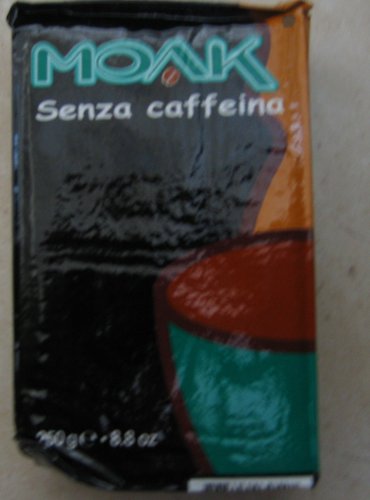 MOAK
Senza caffeina
250 g e - 8.8 oz